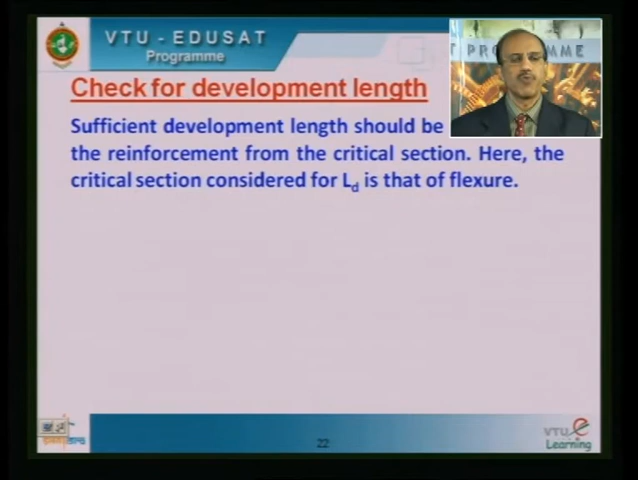 VTU - EDUSAT
Programme
T PROGRAMME
Check for development length
Sufficient development length should be
the reinforcement from the critical section. Here, the
critical section considered for Ld is that of flexure.
22
VTU e
Learning